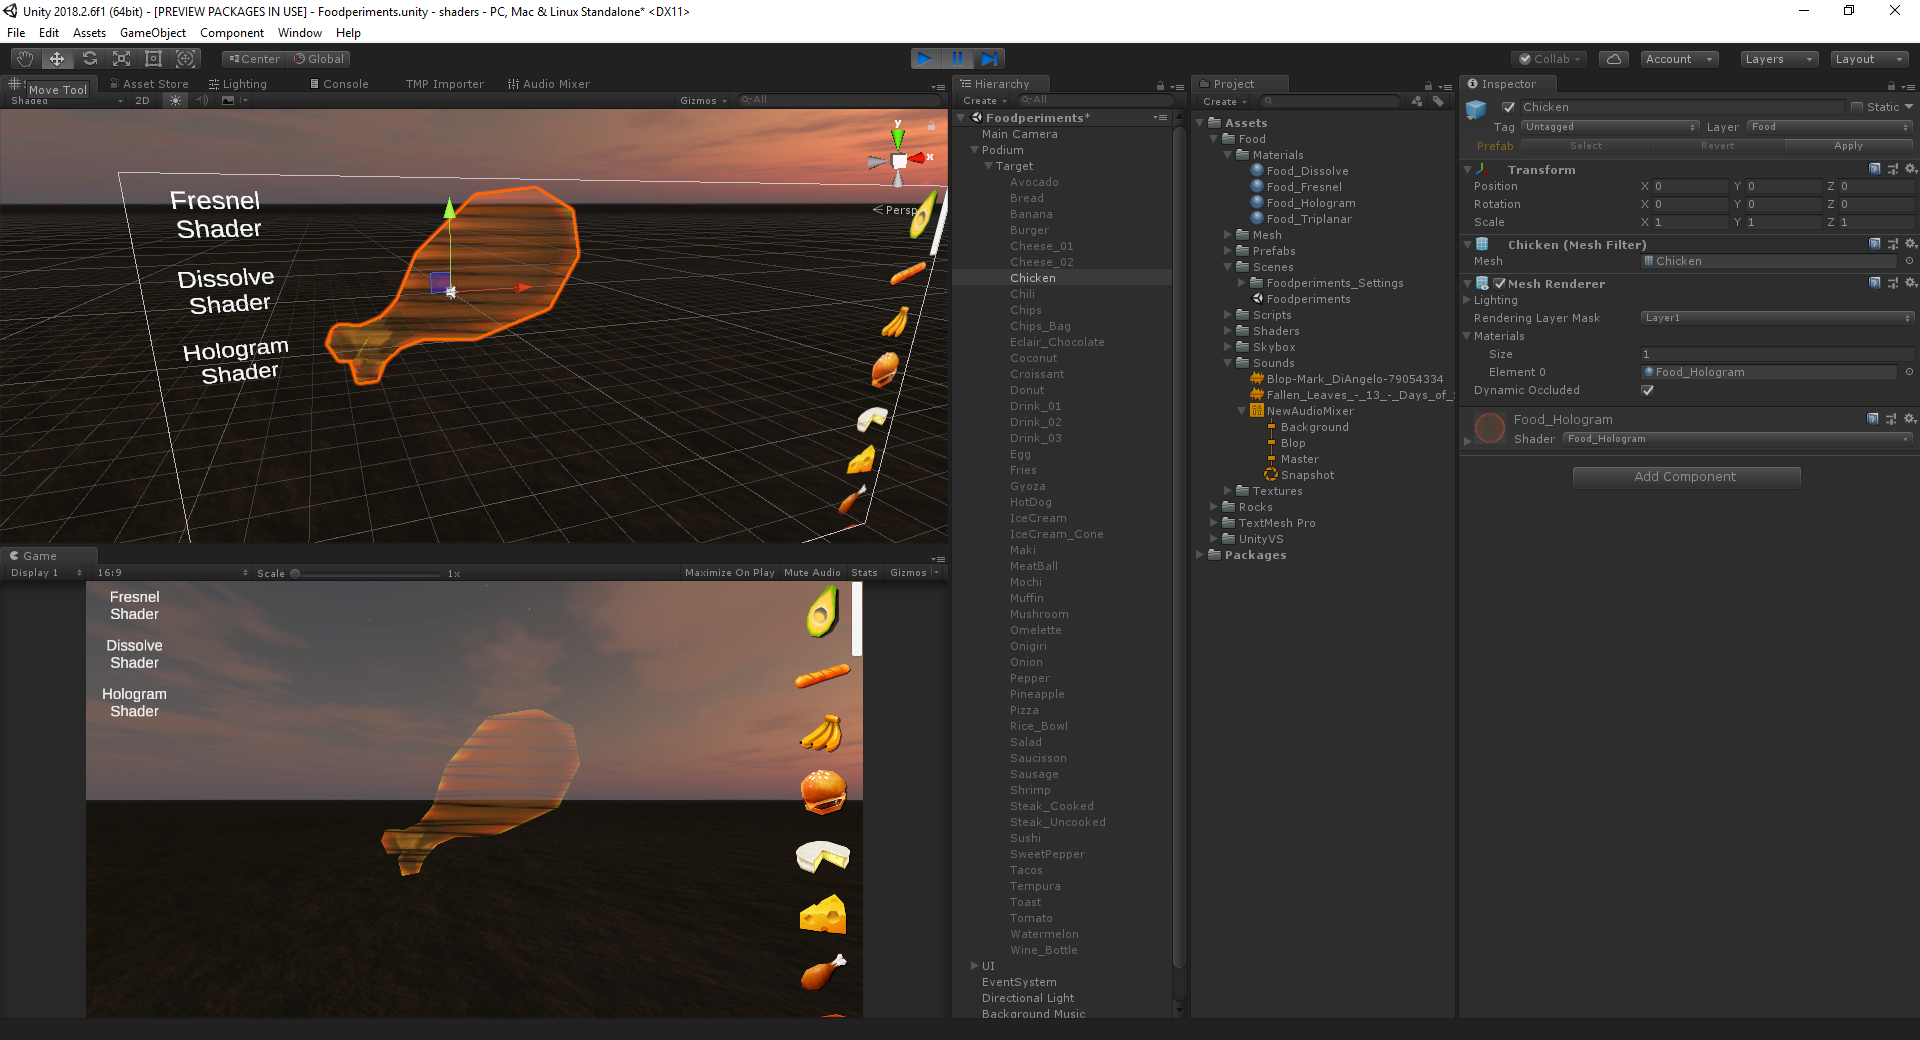 Unity 2018.2.6f1 (64bit) - [PREVIEW PACKAGES IN USE] - Foodperiments.unity - shaders - PC, Mac & Linux Standalone* <DX11>
File Edit Assets GameObject Component Window Help
Center Global
Collab Account Layers Layout
Asset Store Lighting Console TMP Importer Audio Mixer
Move Tool
2D Gizmos All
y
x
Persp
Fresnel
Shader
Dissolve
Shader
Hologram
Shader
Game
Display 1 16:9 Scale 1x Maximize On Play Mute Audio Stats Gizmos
Fresnel
Shader
Dissolve
Shader
Hologram
Shader
Hierarchy
Create All
Foodperiments*
Main Camera
Podium
Target
Avocado
Bread
Banana
Burger
Cheese_01
Cheese_02
Chicken
Chili
Chips
Chips_Bag
Eclair_Chocolate
Coconut
Croissant
Donut
Drink_01
Drink_02
Drink_03
Egg
Fries
Gyoza
HotDog
IceCream
IceCream_Cone
Maki
MeatBall
Mochi
Muffin
Mushroom
Omelette
Onigiri
Onion
Pepper
Pineapple
Pizza
Rice_Bowl
Salad
Saucisson
Sausage
Shrimp
Steak_Cooked
Steak_Uncooked
Sushi
SweetPepper
Tacos
Tempura
Toast
Tomato
Watermelon
Wine_Bottle
UI
EventSystem
Directional Light
Background Music
Project
Create
Assets
Food
Materials
Food_Dissolve
Food_Fresnel
Food_Hologram
Food_Triplanar
Mesh
Prefabs
Scenes
Foodperiments_Settings
Foodperiments
Scripts
Shaders
Skybox
Sounds
Blop-Mark_DiAngelo-79054334
Fallen_Leaves_-_13_-_Days_of_
NewAudioMixer
Background
Blop
Master
Snapshot
Textures
Rocks
TextMesh Pro
UnityVS
Packages
Inspector
Chicken Static
Tag Untagged Layer Food
Prefab Select Revert Apply
Transform
Position X 0 Y 0 Z 0
Rotation X 0 Y 0 Z 0
Scale X 1 Y 1 Z 1
Chicken (Mesh Filter)
Mesh Chicken
Mesh Renderer
Lighting
Rendering Layer Mask Layer1
Materials
Size 1
Element 0 Food_Hologram
Dynamic Occluded
Food_Hologram
Shader Food_Hologram
Add Component